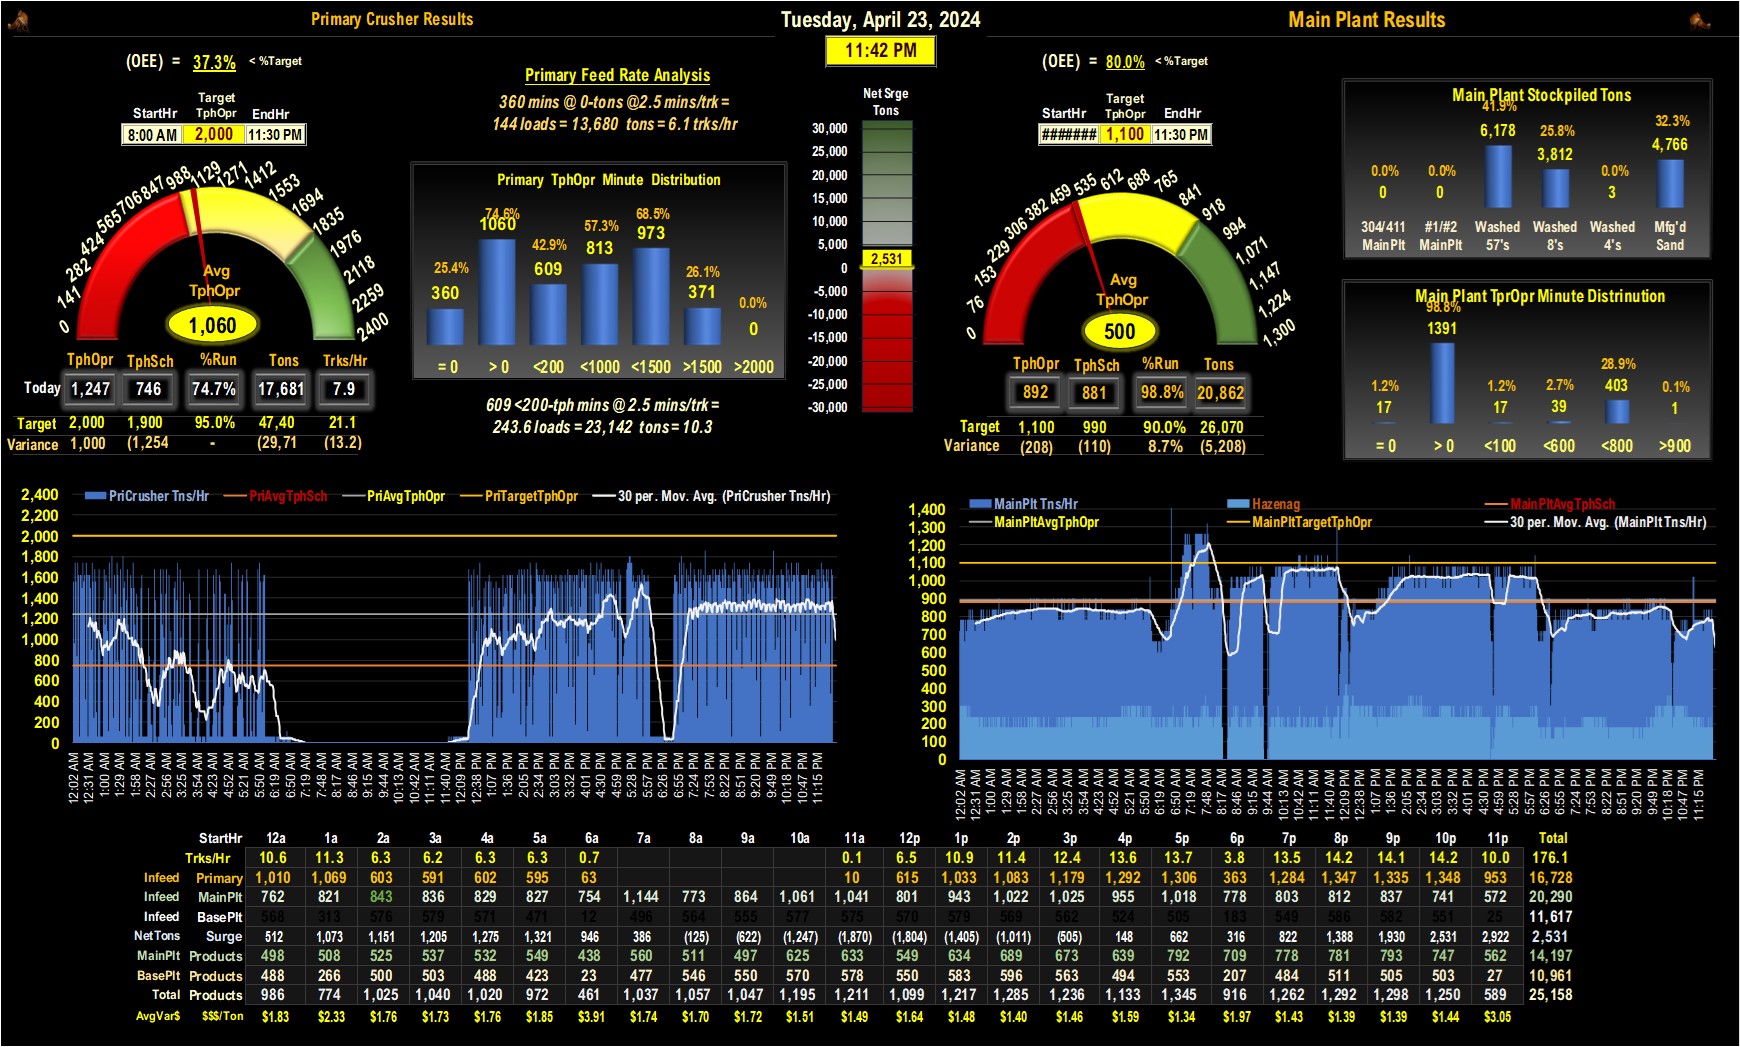 Primary Crusher Results
Tuesday, April 23, 2024
Main Plant Results
11:42 PM
(OEE) = 37.3% < %Target
StartHr Target TphOpr EndHr
8:00 AM 2,000 11:30 PM
0 141 282 424 565 706 847 988 1129 1271 1412 1553 1694 1835 1976 2118 2259 2400
Avg
TphOpr
1,060
TphOpr TphSch %Run Tons Trks/Hr
Today 1,247 746 74.7% 17,681 7.9
Target 2,000 1,900 95.0% 47,40 21.1
Variance 1,000 (1,254 - (29,71 (13.2)
Primary Feed Rate Analysis
360 mins @ 0-tons @2.5 mins/trk =
144 loads = 13,680 tons = 6.1 trks/hr
Primary TphOpr Minute Distribution
25.4% 74.6% 42.9% 57.3% 68.5% 26.1% 0.0%
360 1060 609 813 973 371 0
= 0 > 0 <200 <1000 <1500 >1500 >2000
609 <200-tph mins @ 2.5 mins/trk =
243.6 loads = 23,142 tons = 10.3
Net Srge
Tons
30,000
25,000
20,000
15,000
10,000
5,000
2,531
0
-5,000
-10,000
-15,000
-20,000
-25,000
-30,000
(OEE) = 80.0% < %Target
StartHr Target TphOpr EndHr
####### 1,100 11:30 PM
0 76 153 229 306 382 459 535 612 688 765 841 918 994 1,071 1,147 1,224 1,300
Avg
TphOpr
500
TphOpr TphSch %Run Tons
892 881 98.8% 20,862
Target 1,100 990 90.0% 26,070
Variance (208) (110) 8.7% (5,208)
Main Plant Stockpiled Tons
0.0% 0.0% 41.9% 25.8% 0.0% 32.3%
0 0 6,178 3,812 3 4,766
304/411 #1/#2 Washed Washed Washed Mfg'd
MainPlt MainPlt 57's 8's 4's Sand
Main Plant TprOpr Minute Distrinution
1.2% 98.8% 1.2% 2.7% 28.9% 0.1%
17 1391 17 39 403 1
= 0 > 0 <100 <600 <800 >900
PriCrusher Tns/Hr PriAvgTphSch PriAvgTphOpr PriTargetTphOpr 30 per. Mov. Avg. (PriCrusher Tns/Hr)
2,400
2,200
2,000
1,800
1,600
1,400
1,200
1,000
800
600
400
200
0
12:02 AM 12:31 AM 1:00 AM 1:29 AM 1:58 AM 2:27 AM 2:56 AM 3:25 AM 3:54 AM 4:23 AM 4:52 AM 5:21 AM 5:50 AM 6:19 AM 6:50 AM 7:19 AM 7:48 AM 8:17 AM 8:46 AM 9:15 AM 9:44 AM 10:13 AM 10:42 AM 11:11 AM 11:40 AM 12:09 PM 12:38 PM 1:07 PM 1:36 PM 2:05 PM 2:34 PM 3:03 PM 3:32 PM 4:01 PM 4:30 PM 4:59 PM 5:28 PM 5:57 PM 6:26 PM 6:55 PM 7:24 PM 7:53 PM 8:22 PM 8:51 PM 9:20 PM 9:49 PM 10:18 PM 10:47 PM 11:15 PM
MainPlt Tns/Hr Hazenag MainPltAvgTphSch
MainPltAvgTphOpr MainPltTargetTphOpr 30 per. Mov. Avg. (MainPlt Tns/Hr)
1,400
1,300
1,200
1,100
1,000
900
800
700
600
500
400
300
200
100
0
12:02 AM 12:31 AM 1:00 AM 1:29 AM 1:58 AM 2:27 AM 2:56 AM 3:25 AM 3:54 AM 4:23 AM 4:52 AM 5:21 AM 5:50 AM 6:19 AM 7:19 AM 7:48 AM 8:17 AM 8:46 AM 9:15 AM 9:44 AM 10:13 AM 10:42 AM 11:11 AM 11:40 AM 12:09 PM 12:38 PM 1:07 PM 1:36 PM 2:05 PM 2:34 PM 3:03 PM 3:32 PM 4:01 PM 4:30 PM 4:59 PM 5:28 PM 5:57 PM 6:26 PM 6:55 PM 7:24 PM 7:53 PM 8:22 PM 8:51 PM 9:20 PM 9:49 PM 10:18 PM 10:47 PM 11:15 PM
StartHr 12a 1a 2a 3a 4a 5a 6a 7a 8a 9a 10a 11a 12p 1p 2p 3p 4p 5p 6p 7p 8p 9p 10p 11p Total
Trks/Hr 10.6 11.3 6.3 6.2 6.3 6.3 0.7 0.1 6.5 10.9 11.4 12.4 13.6 13.7 3.8 13.5 14.2 14.1 14.2 10.0 176.1
Infeed Primary 1,010 1,069 603 591 602 595 63 10 615 1,033 1,083 1,179 1,292 1,306 363 1,284 1,347 1,335 1,348 953 16,728
Infeed MainPlt 762 821 843 836 829 827 754 1,144 773 864 1,061 1,041 801 943 1,022 1,025 955 1,018 778 803 812 837 741 572 20,290
Infeed BasePlt 568 313 576 579 571 471 12 496 564 555 577 575 570 579 569 562 524 505 183 549 586 582 551 25 11,617
NetTons Surge 512 1,073 1,151 1,205 1,275 1,321 946 386 (125) (622) (1,247) (1,870) (1,804) (1,405) (1,011) (505) 148 662 316 822 1,388 1,930 2,531 2,922 2,531
MainPlt Products 498 508 525 537 532 549 438 560 511 497 625 633 549 634 689 673 639 792 709 778 781 793 747 562 14,197
BasePlt Products 488 266 500 503 488 423 23 477 546 550 570 578 550 583 596 563 494 553 207 484 511 505 503 27 10,961
Total Products 986 774 1,025 1,040 1,020 972 461 1,037 1,057 1,047 1,195 1,211 1,099 1,217 1,285 1,236 1,133 1,345 916 1,262 1,292 1,298 1,250 589 25,158
AvgVar$ $$$/Ton $1.83 $2.33 $1.76 $1.73 $1.76 $1.85 $3.91 $1.74 $1.70 $1.72 $1.51 $1.49 $1.64 $1.48 $1.40 $1.46 $1.59 $1.34 $1.97 $1.43 $1.39 $1.39 $1.44 $3.05